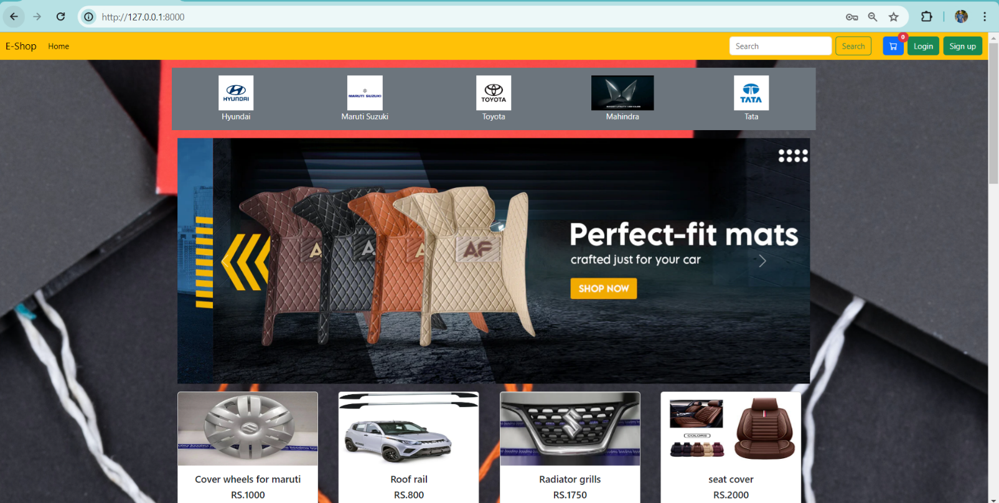 http://127.0.0.1:8000
E-Shop Home Search Search 0 Login Sign up
HYUNDAI MARUTI SUZUKI TOYOTA TATA
Hyundai Maruti Suzuki Toyota Mahindra Tata
Perfect-fit mats
crafted just for your car
AF
SHOP NOW
COLORS
Cover wheels for maruti Roof rail Radiator grills seat cover
RS.1000 RS.800 RS.1750 RS.2000